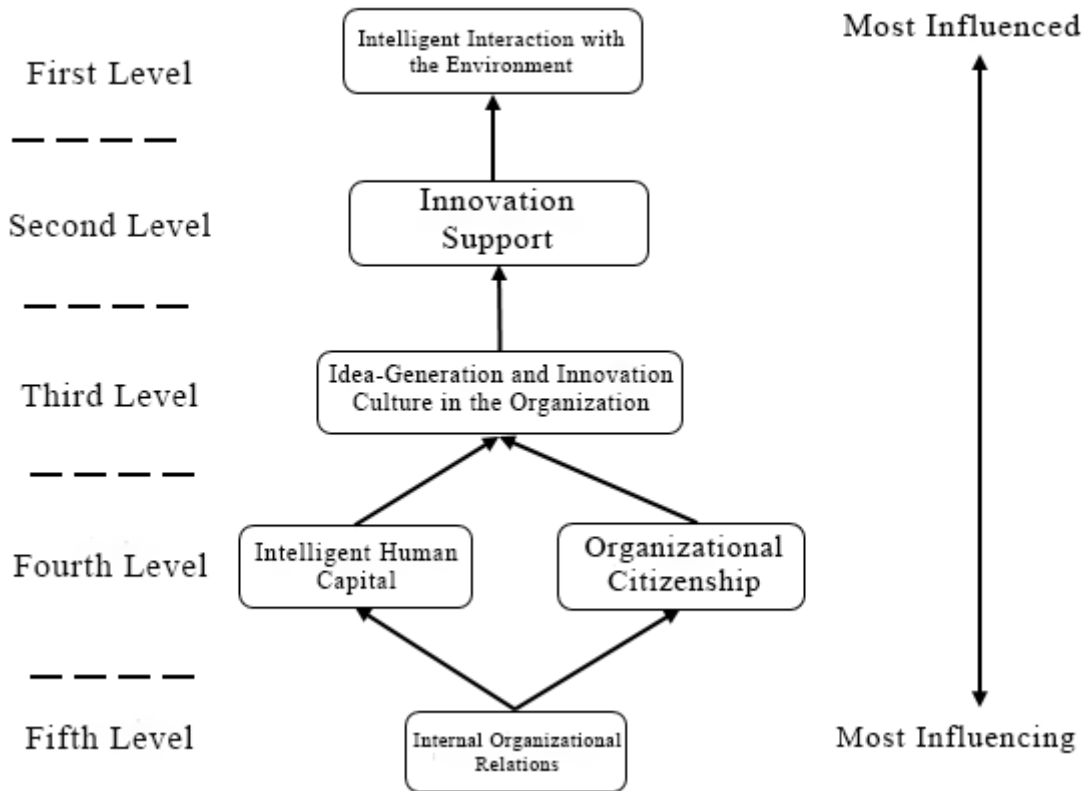 Intelligent Interaction with
the Environment
Most Influenced
First Level
Innovation
Support
Second Level
Idea-Generation and Innovation
Culture in the Organization
Third Level
Intelligent Human
Capital
Organizational
Citizenship
Fourth Level
Internal Organizational
Relations
Fifth Level
Most Influencing